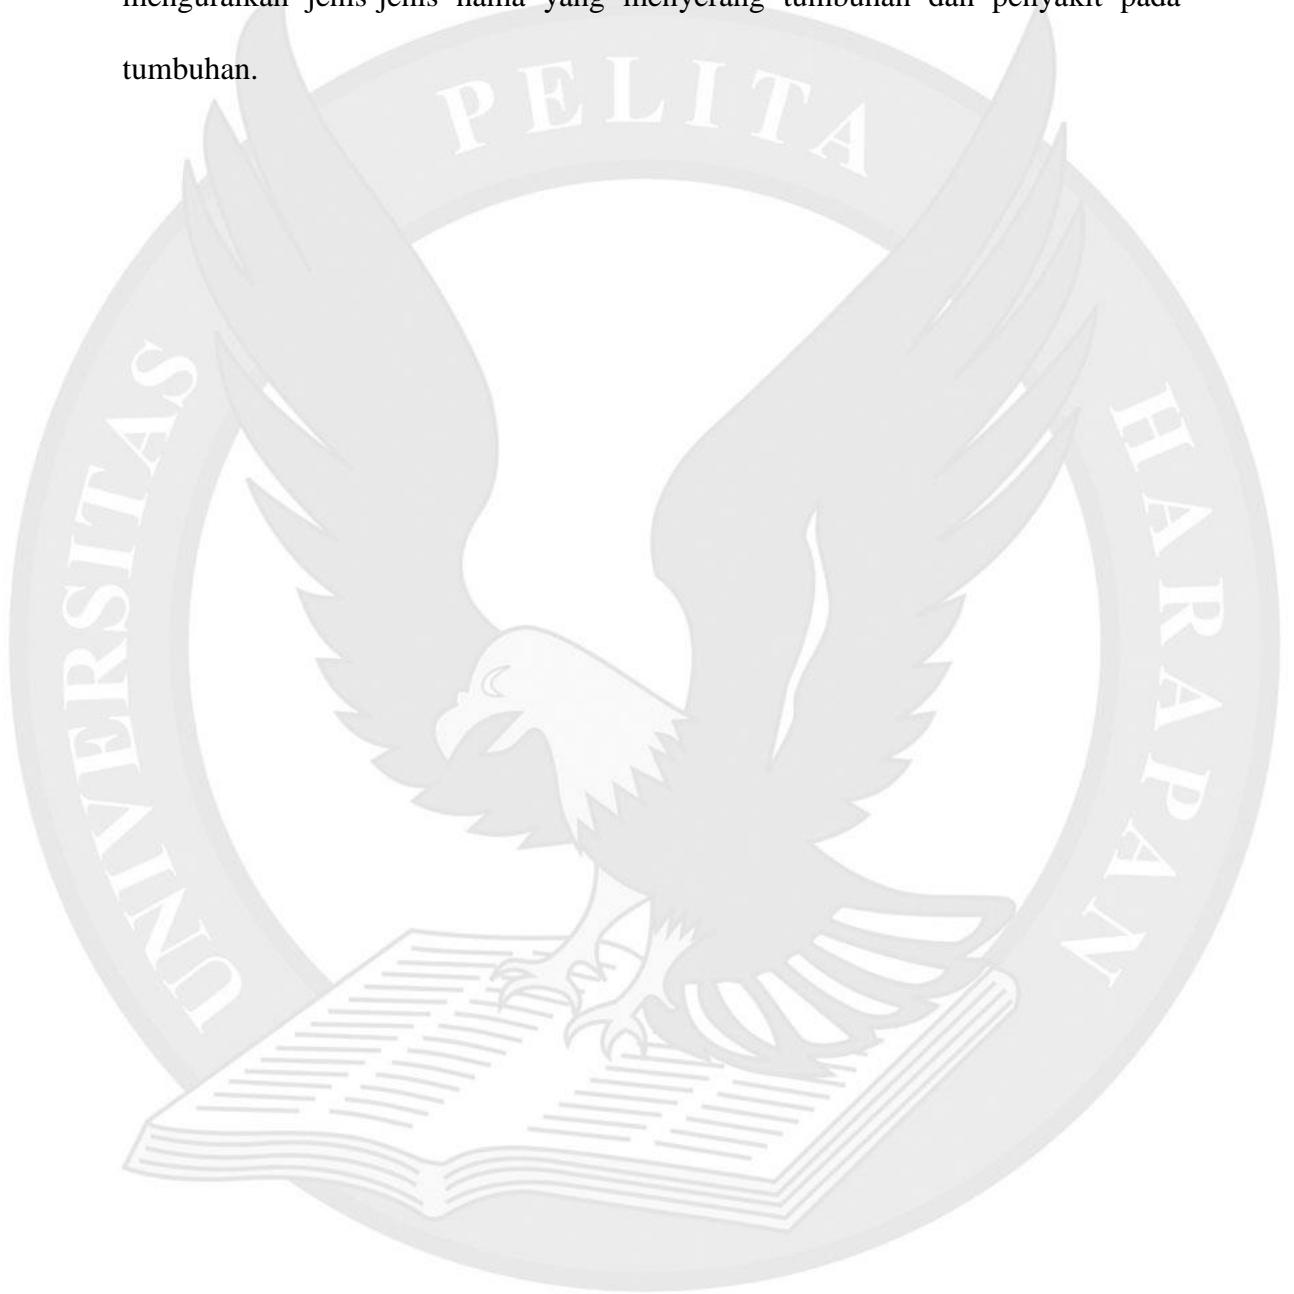 menguraikan jenis-jenis hama yang menyerang tumbuhan dan penyakit pada
tumbuhan.
UNIVERSITAS PELITA HARAPAN